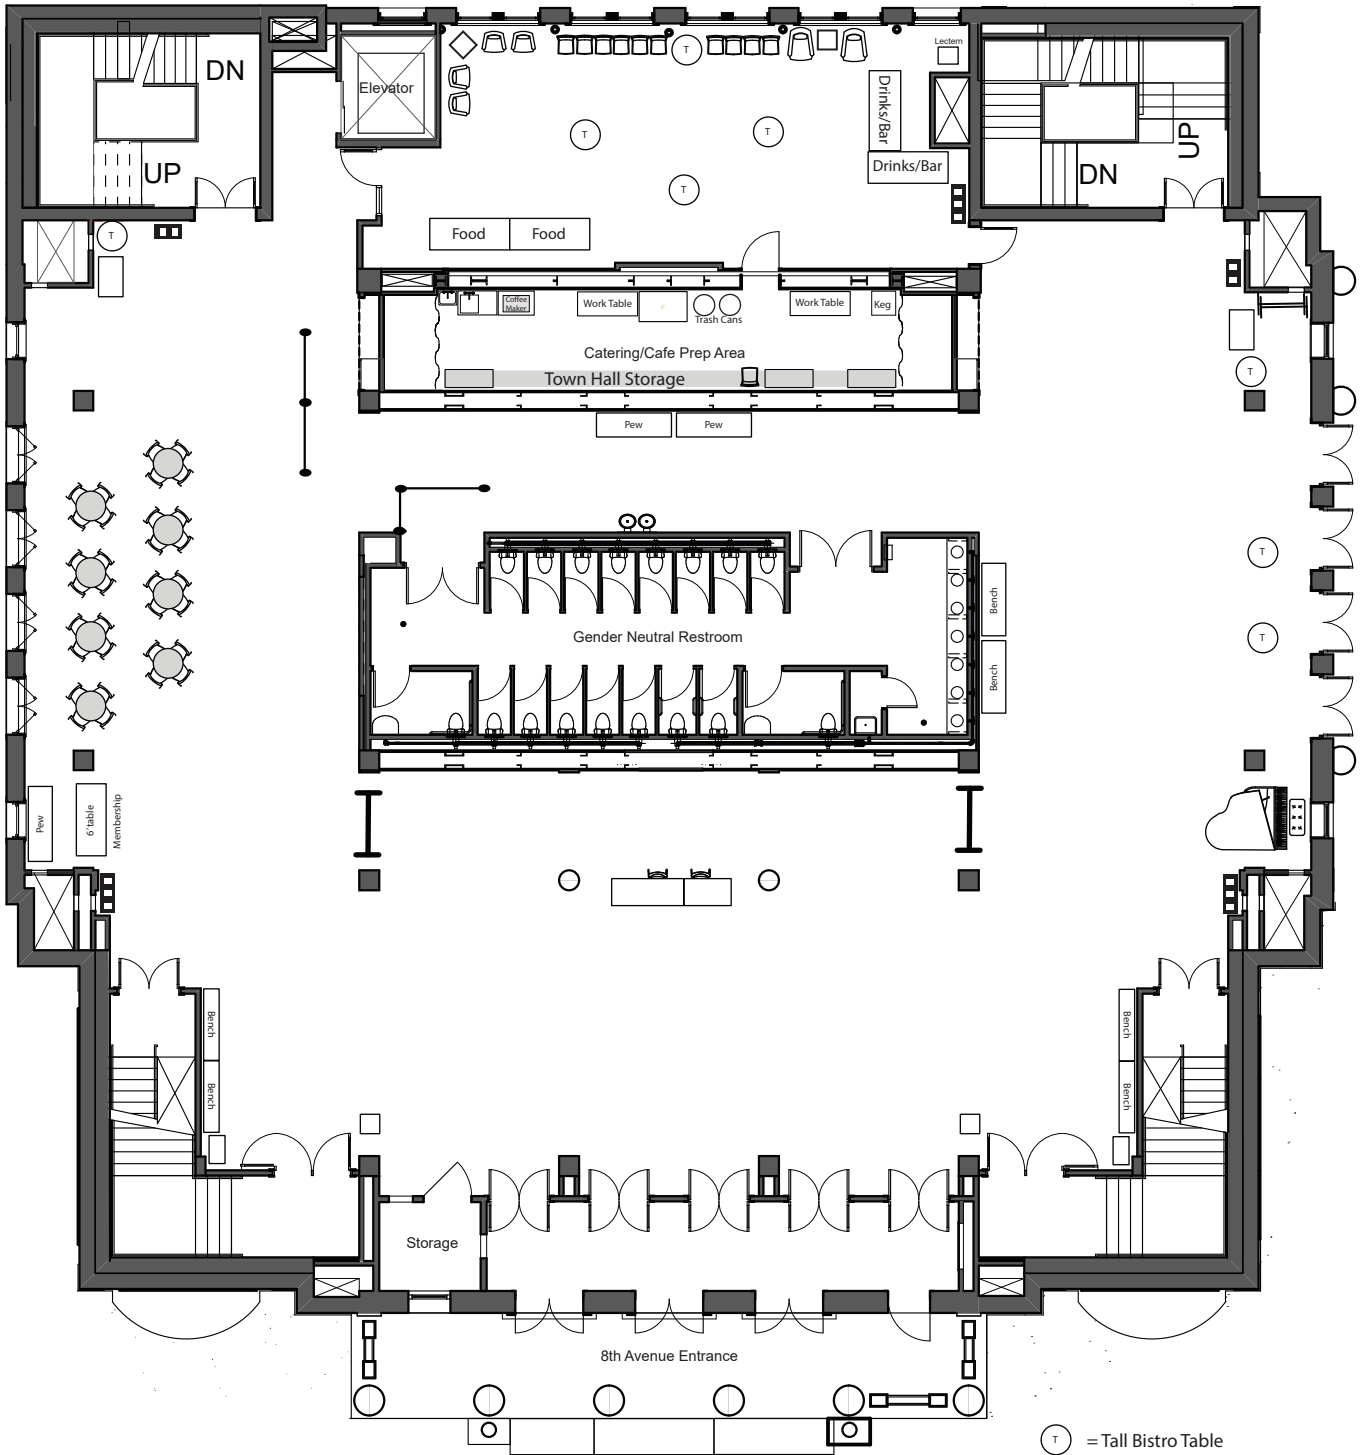 Lectern
DN
Elevator
T
Drinks/Bar
T
T
UP
Drinks/Bar
UP
DN
T
T
Food
Food
Coffee
Maker
Work Table
F
Trash Cans
Work Table
Keg
Catering/Cafe Prep Area
Town Hall Storage
T
Pew
Pew
T
Bench
Gender Neutral Restroom
T
Bench
Pew
6'table
Membership
Bench
Bench
Bench
Bench
Storage
8th Avenue Entrance
T = Tall Bistro Table